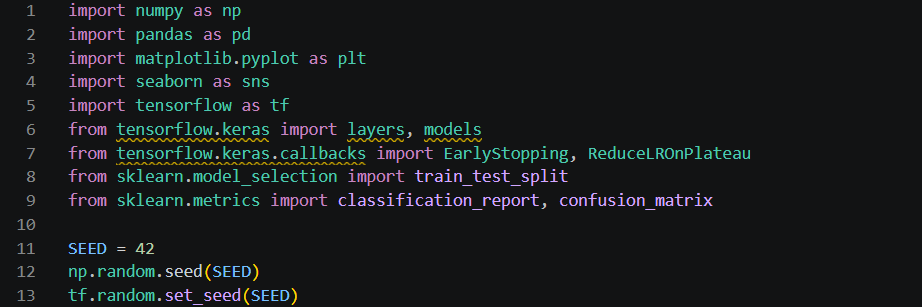 1 import numpy as np
2 import pandas as pd
3 import matplotlib.pyplot as plt
4 import seaborn as sns
5 import tensorflow as tf
6 from tensorflow.keras import layers, models
7 from tensorflow.keras.callbacks import EarlyStopping, ReduceLROnPlateau
8 from sklearn.model_selection import train_test_split
9 from sklearn.metrics import classification_report, confusion_matrix
10
11 SEED = 42
12 np.random.seed(SEED)
13 tf.random.set_seed(SEED)